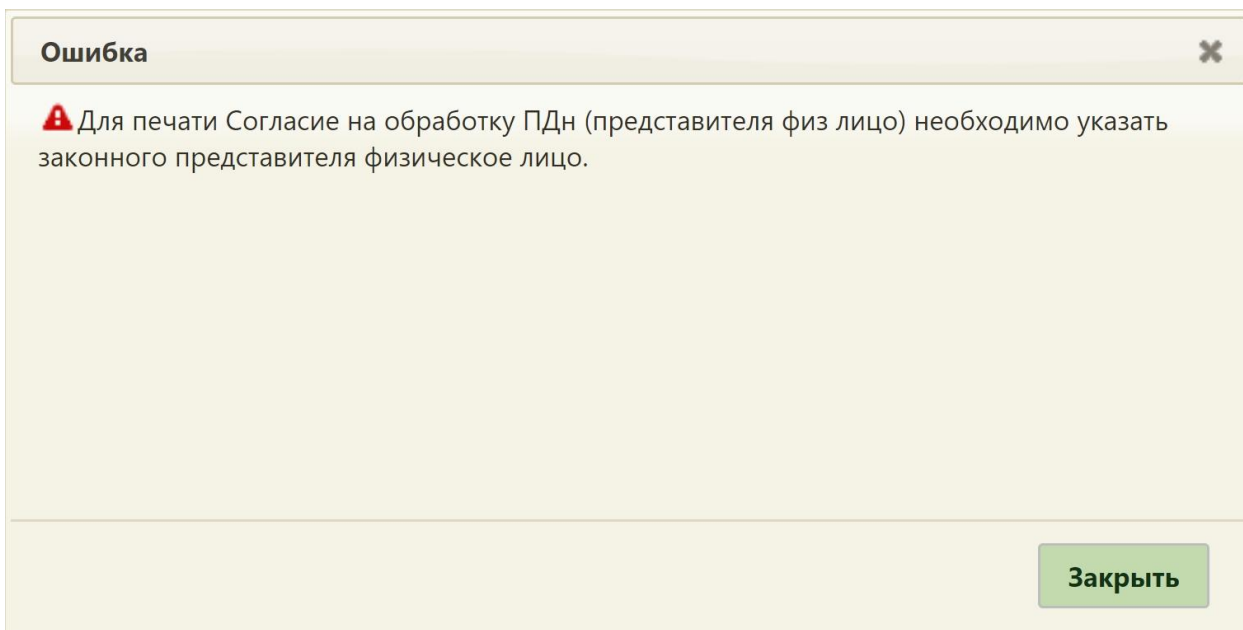 Ошибка
Для печати Согласие на обработку ПДн (представителя физ лицо) необходимо указать
законного представителя физическое лицо.
Закрыть